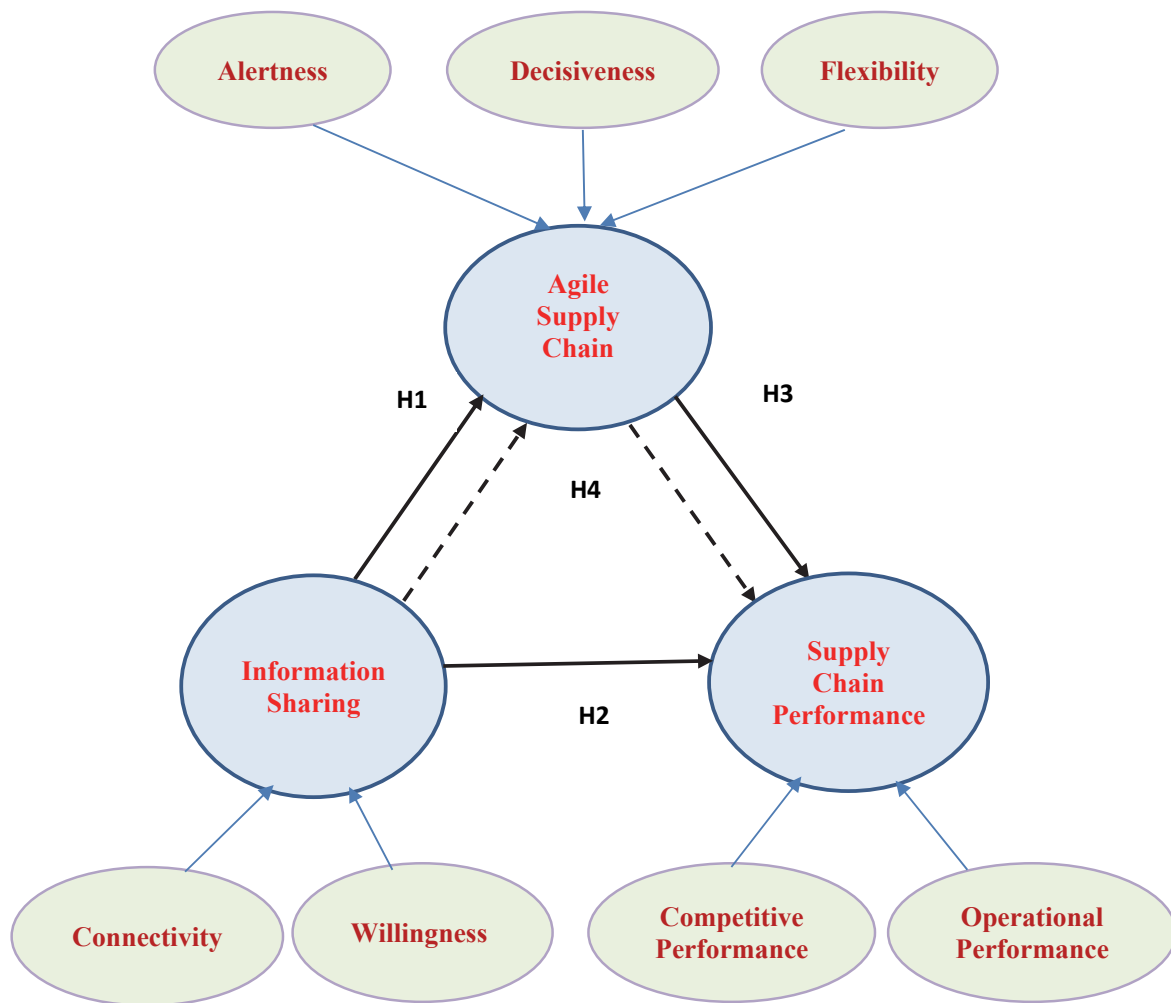 Alertness
Decisiveness
Flexibility
Agile
Supply
Chain
H1
H3
H4
Information
Sharing
Supply
Chain
Performance
H2
Connectivity
Willingness
Competitive
Performance
Operational
Performance